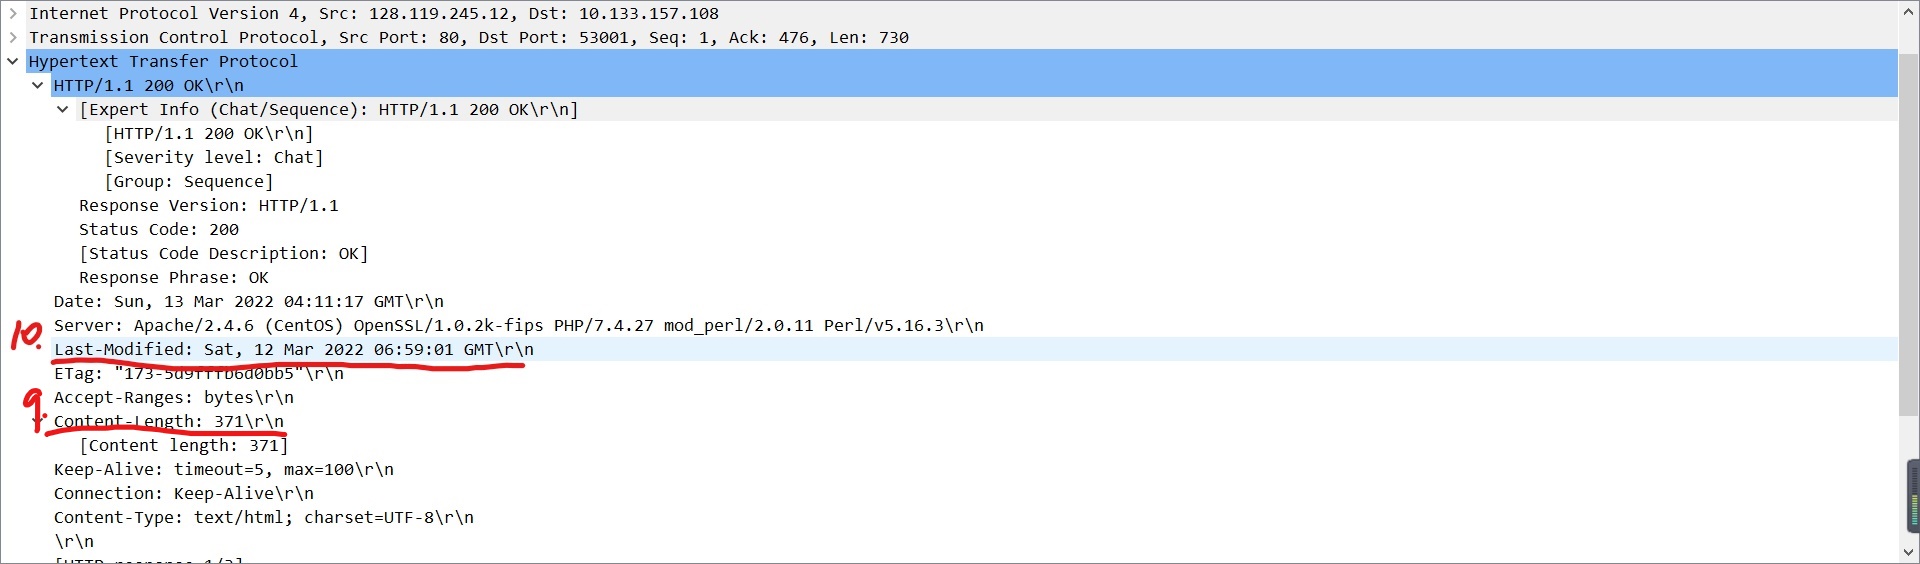 Internet Protocol Version 4, Src: 128.119.245.12, Dst: 10.133.157.108
Transmission Control Protocol, Src Port: 80, Dst Port: 53001, Seq: 1, Ack: 476, Len: 730
Hypertext Transfer Protocol
HTTP/1.1 200 OK\r\n
[Expert Info (Chat/Sequence): HTTP/1.1 200 OK\r\n]
[HTTP/1.1 200 OK\r\n]
[Severity level: Chat]
[Group: Sequence]
Response Version: HTTP/1.1
Status Code: 200
[Status Code Description: OK]
Response Phrase: OK
Date: Sun, 13 Mar 2022 04:11:17 GMT\r\n
Server: Apache/2.4.6 (CentOS) OpenSSL/1.0.2k-fips PHP/7.4.27 mod_perl/2.0.11 Perl/v5.16.3\r\n
10. Last-Modified: Sat, 12 Mar 2022 06:59:01 GMT\r\n
ETag: "173-5d9fffb6d0bb5"\r\n
Accept-Ranges: bytes\r\n
9. Content-Length: 371\r\n
[Content length: 371]
Keep-Alive: timeout=5, max=100\r\n
Connection: Keep-Alive\r\n
Content-Type: text/html; charset=UTF-8\r\n
\r\n
[HTTP response 1/3]